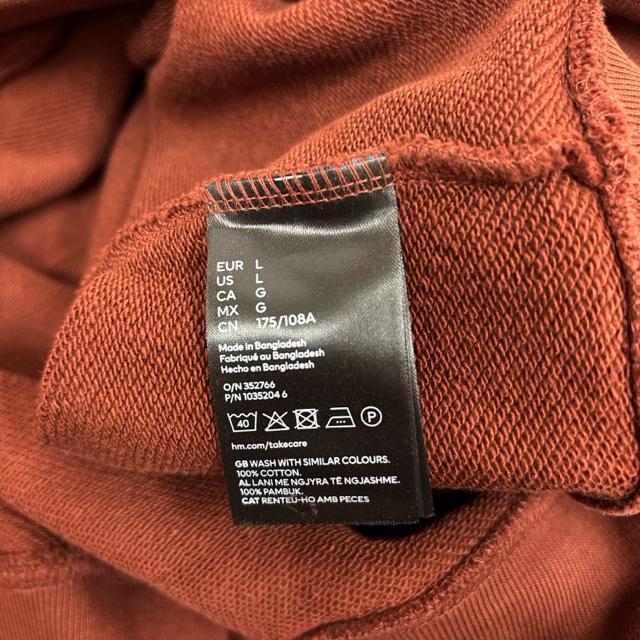 EUR L
US L
CA G
MX G
CN 175/108A
Made in Bangladesh
Fabriqué au Bangladesh
Hecho en Bangladesh
O/N 352766
P/N 1035204 6
40 P
hm.com/takecare
GB WASH WITH SIMILAR COLOURS.
100% COTTON.
AL LANI ME NGJYRA TË NGJASHME.
100% PAMBUK.
CAT RENTEU-HO AMB PECES